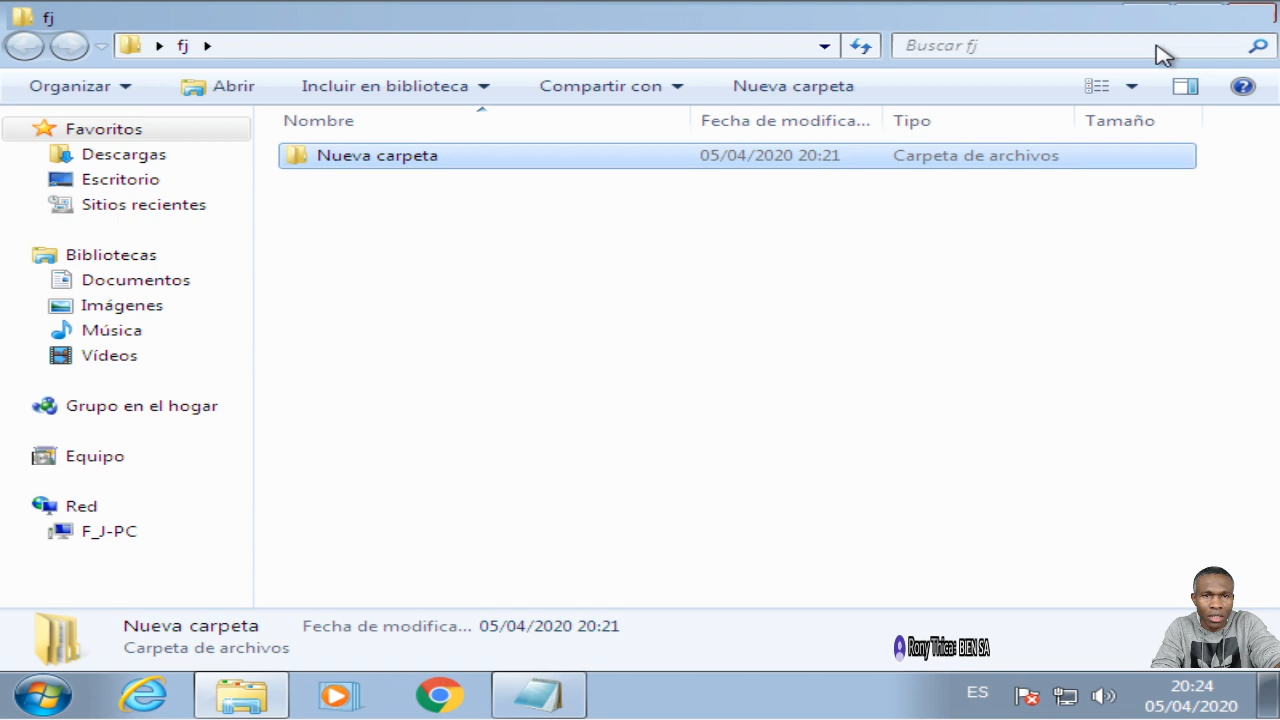 fj
fj
Buscar fj
Organizar
Abrir
Incluir en biblioteca
Compartir con
Nueva carpeta
Nombre
Fecha de modifica...
Tipo
Tamaño
Nueva carpeta
05/04/2020 20:21
Carpeta de archivos
Favoritos
Descargas
Escritorio
Sitios recientes
Bibliotecas
Documentos
Imágenes
Música
Vídeos
Grupo en el hogar
Equipo
Red
F_J-PC
Nueva carpeta
Fecha de modifica... 05/04/2020 20:21
Carpeta de archivos
Rony Thica: BIEN SA
ES
20:24
05/04/2020